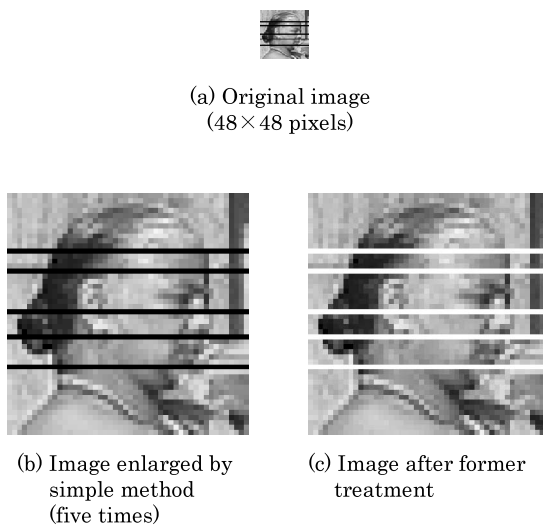 (a) Original image
(48×48 pixels)
(b) Image enlarged by
simple method
(five times)
(c) Image after former
treatment